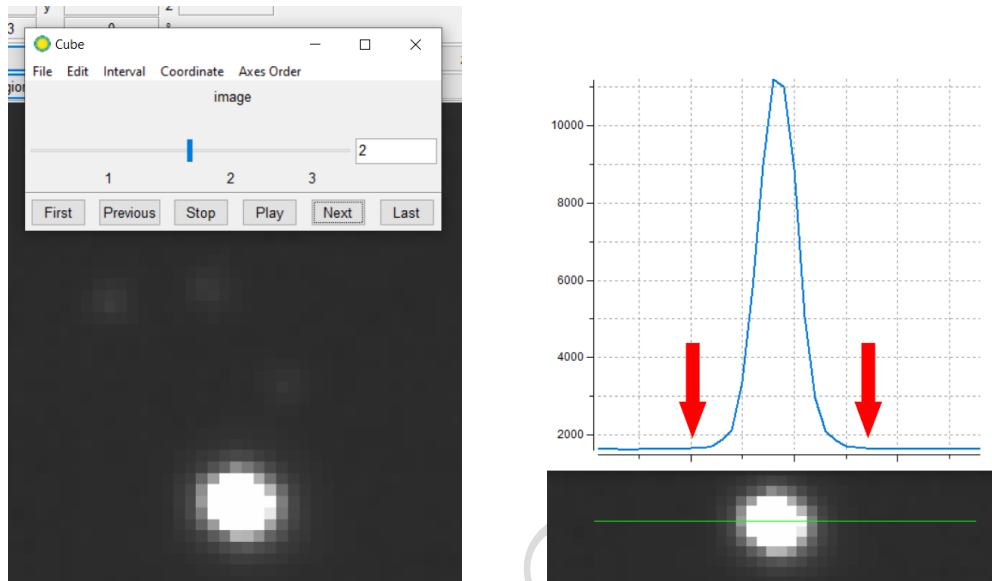 y z
3 0
Cube
File Edit Interval Coordinate Axes Order
image
2
1 2 3
First Previous Stop Play Next Last
10000
8000
6000
4000
2000